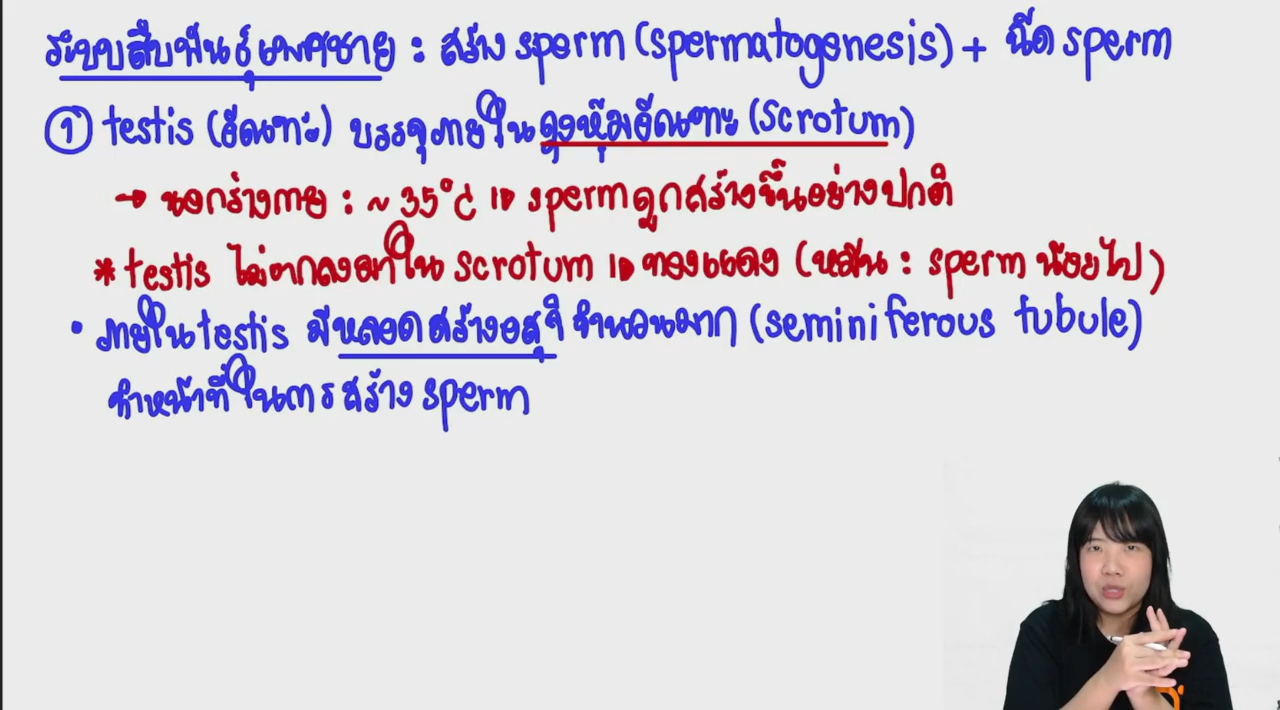 ระบบสืบพันธุ์เพศชาย : สร้าง sperm (spermatogenesis) + ฉีด sperm
① testis (อัณฑะ) บรรจุภายในถุงหุ้มอัณฑะ (Scrotum)
→ นอกร่างกาย : ~ 35°C ⇒ sperm ถูกสร้างขึ้นอย่างปกติ
* testis ไม่ตกลงมาใน scrotum ⇒ ทองแดง (หมัน : sperm น้อยไป)
• ภายใน testis มีหลอดสร้างอสุจิจำนวนมาก (seminiferous tubule)
ทำหน้าที่ในการสร้าง sperm